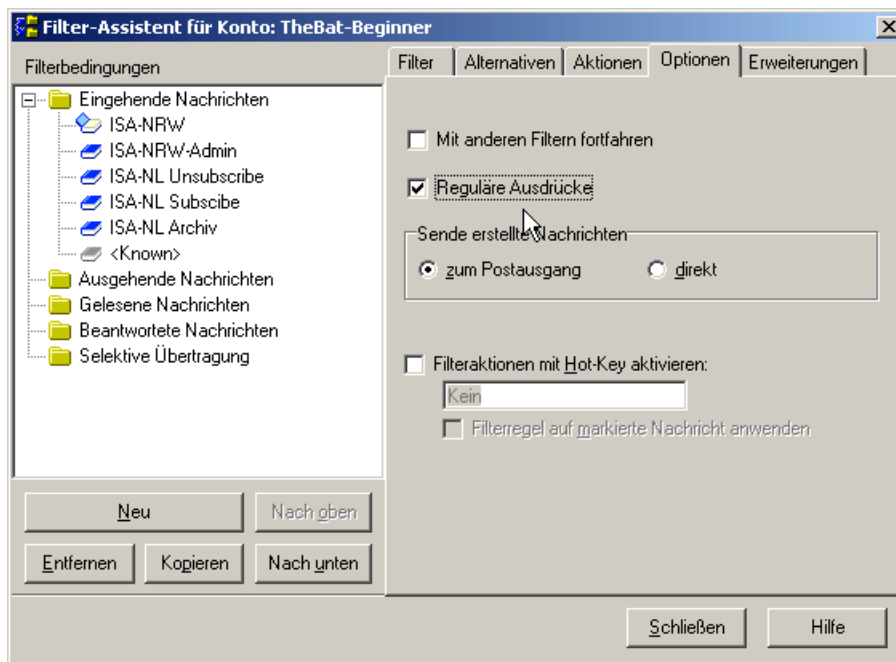 Filter-Assistent für Konto: TheBat-Beginner
Filterbedingungen
Eingehende Nachrichten
ISA-NRW
ISA-NRW-Admin
ISA-NL Unsubscribe
ISA-NL Subscibe
ISA-NL Archiv
<Known>
Ausgehende Nachrichten
Gelesene Nachrichten
Beantwortete Nachrichten
Selektive Übertragung
Neu
Nach oben
Entfernen
Kopieren
Nach unten
Filter
Alternativen
Aktionen
Optionen
Erweiterungen
Mit anderen Filtern fortfahren
Reguläre Ausdrücke
Sende erstellte Nachrichten
zum Postausgang
direkt
Filteraktionen mit Hot-Key aktivieren:
Kein
Filterregel auf markierte Nachricht anwenden
Schließen
Hilfe